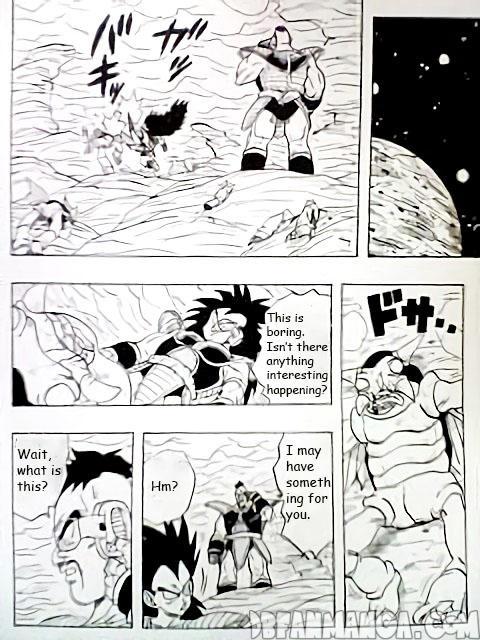 ガッ
バキッ
This is
boring.
Isn't there
anything
interesting
happening?
ドサ‥
I may
have
someth
ing for
you.
Hm?
Wait,
what is
this?
DBFANMANGA.COM